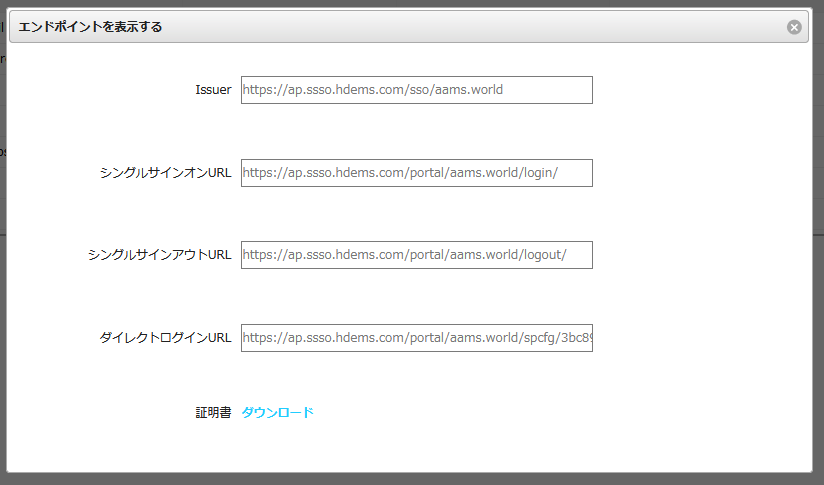 エンドポイントを表示する
Issuer https://ap.ssso.hdems.com/sso/aams.world
シングルサインオンURL https://ap.ssso.hdems.com/portal/aams.world/login/
シングルサインアウトURL https://ap.ssso.hdems.com/portal/aams.world/logout/
ダイレクトログインURL https://ap.ssso.hdems.com/portal/aams.world/spcfg/3bc89
証明書 ダウンロード